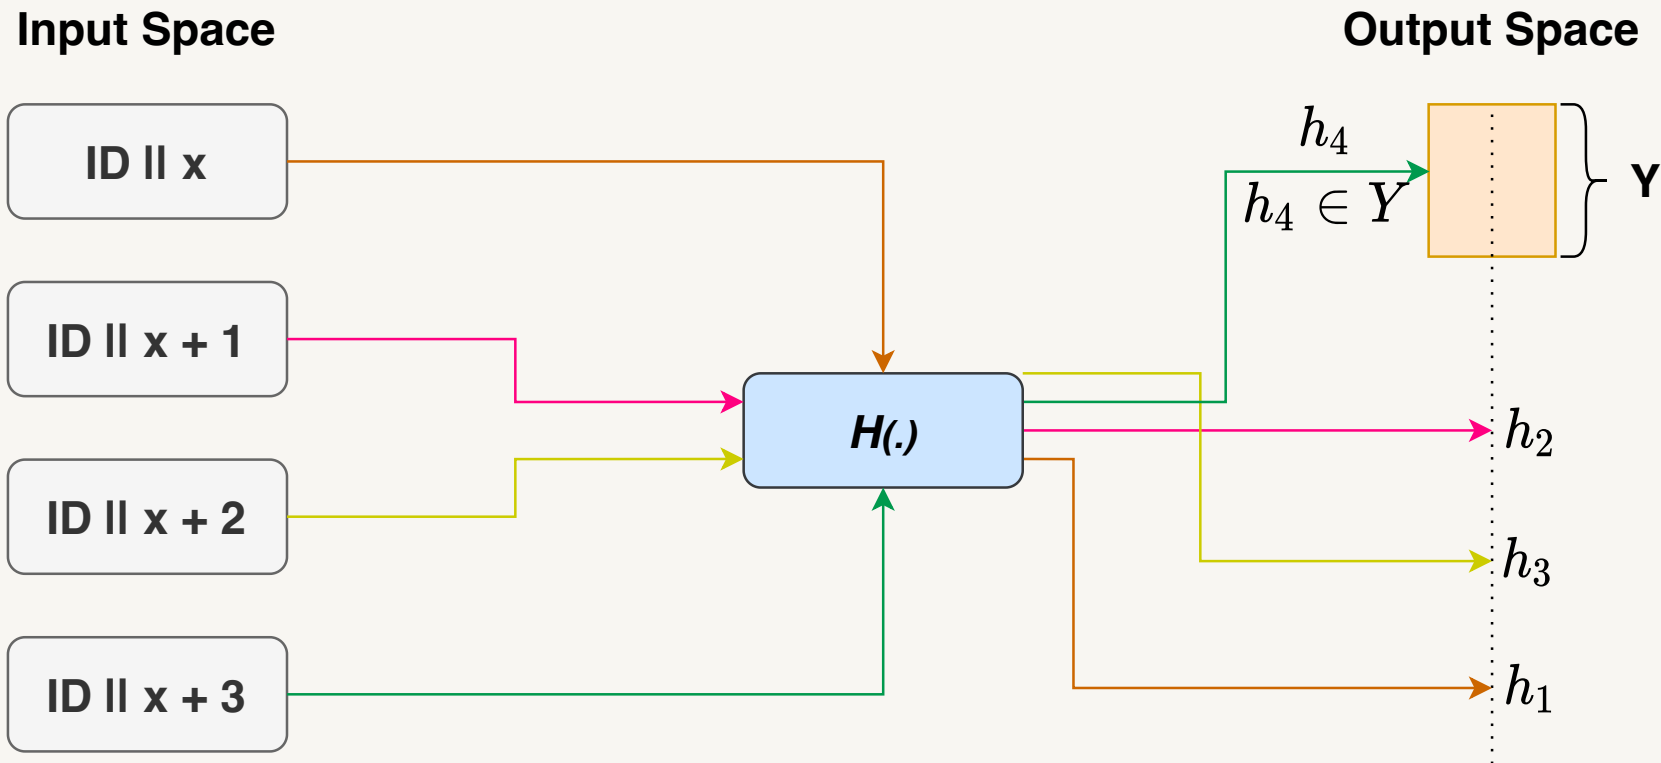 Input Space
Output Space
ID || x
ID || x + 1
ID || x + 2
ID || x + 3
H(.)
h₄
h₄ ∈ Y
Y
h₂
h₃
h₁